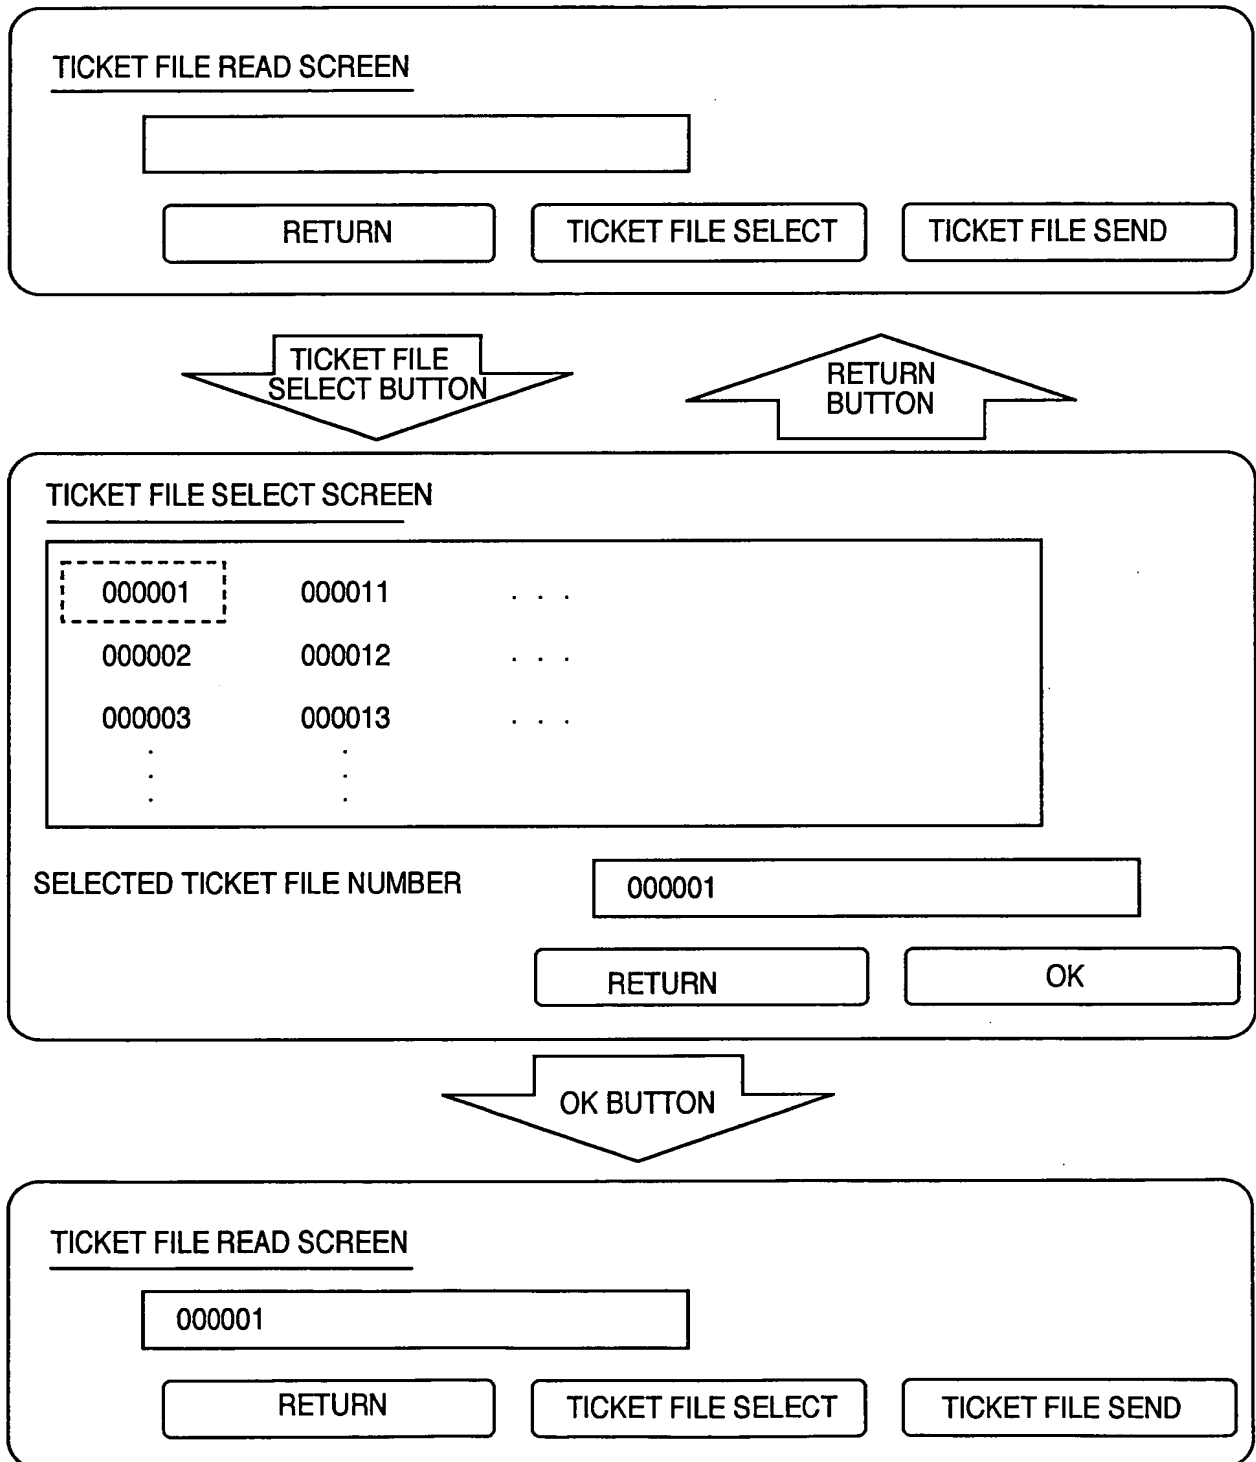 TICKET FILE READ SCREEN
RETURN
TICKET FILE SELECT
TICKET FILE SEND
TICKET FILE
SELECT BUTTON
RETURN
BUTTON
TICKET FILE SELECT SCREEN
000001 000011 . . .
000002 000012 . . .
000003 000013 . . .
SELECTED TICKET FILE NUMBER 000001
RETURN
OK
OK BUTTON
TICKET FILE READ SCREEN
000001
RETURN
TICKET FILE SELECT
TICKET FILE SEND